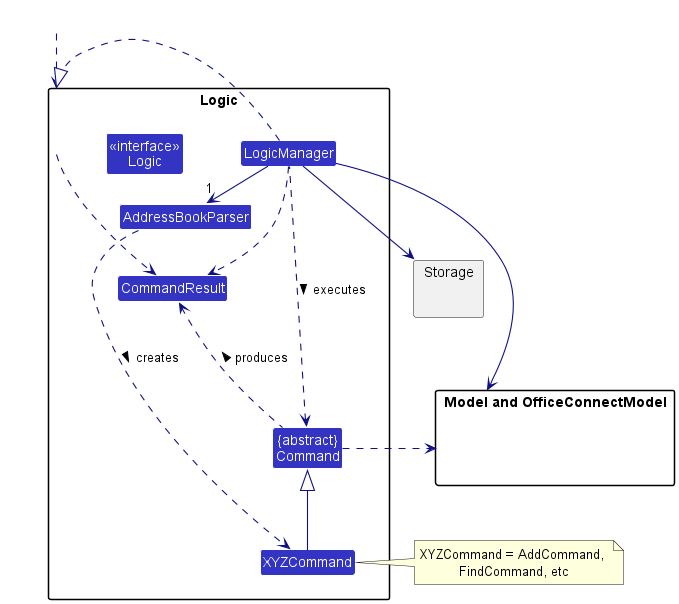 Logic
«interface»
Logic
LogicManager
1
AddressBookParser
Storage
CommandResult
executes
creates
produces
Model and OfficeConnectModel
{abstract}
Command
XYZCommand
XYZCommand = AddCommand,
FindCommand, etc